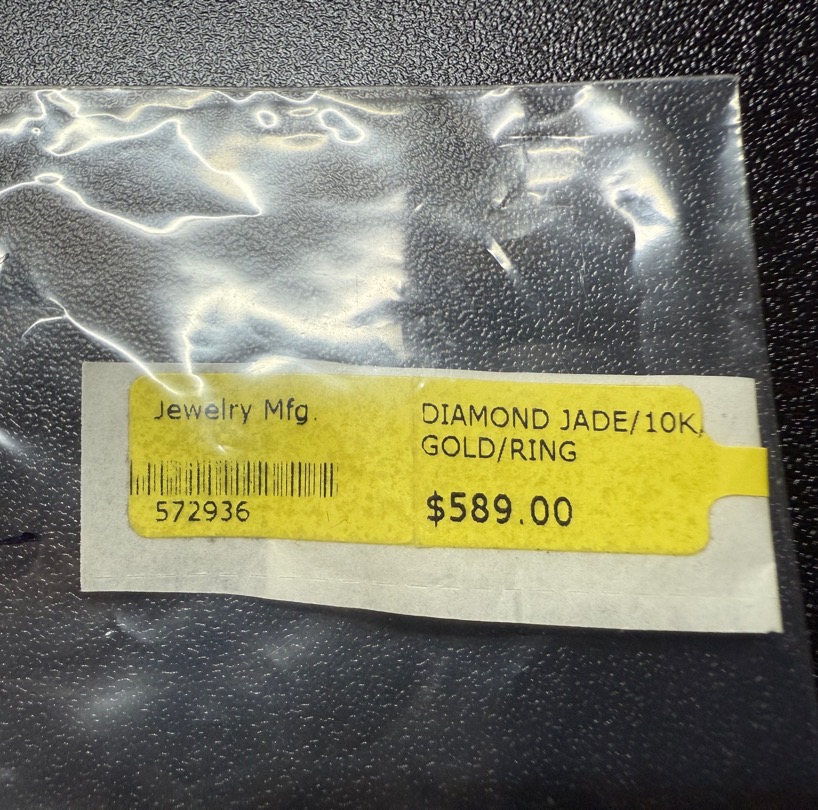 Jewelry Mfg.
572936
DIAMOND JADE/10K,
GOLD/RING
$589.00